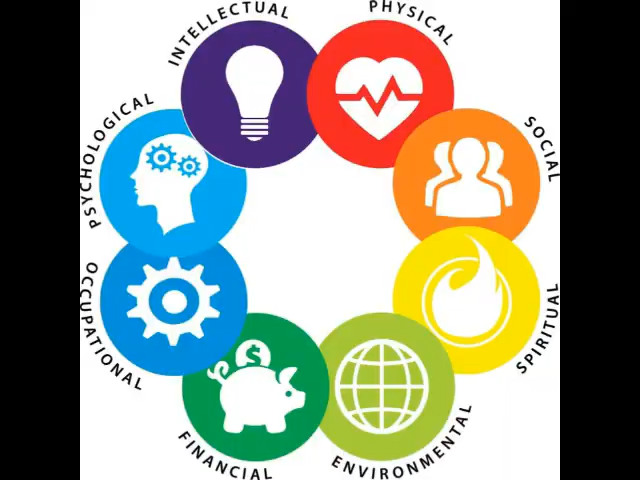 INTELLECTUAL
PHYSICAL
SOCIAL
SPIRITUAL
ENVIRONMENTAL
FINANCIAL
OCCUPATIONAL
PSYCHOLOGICAL
$